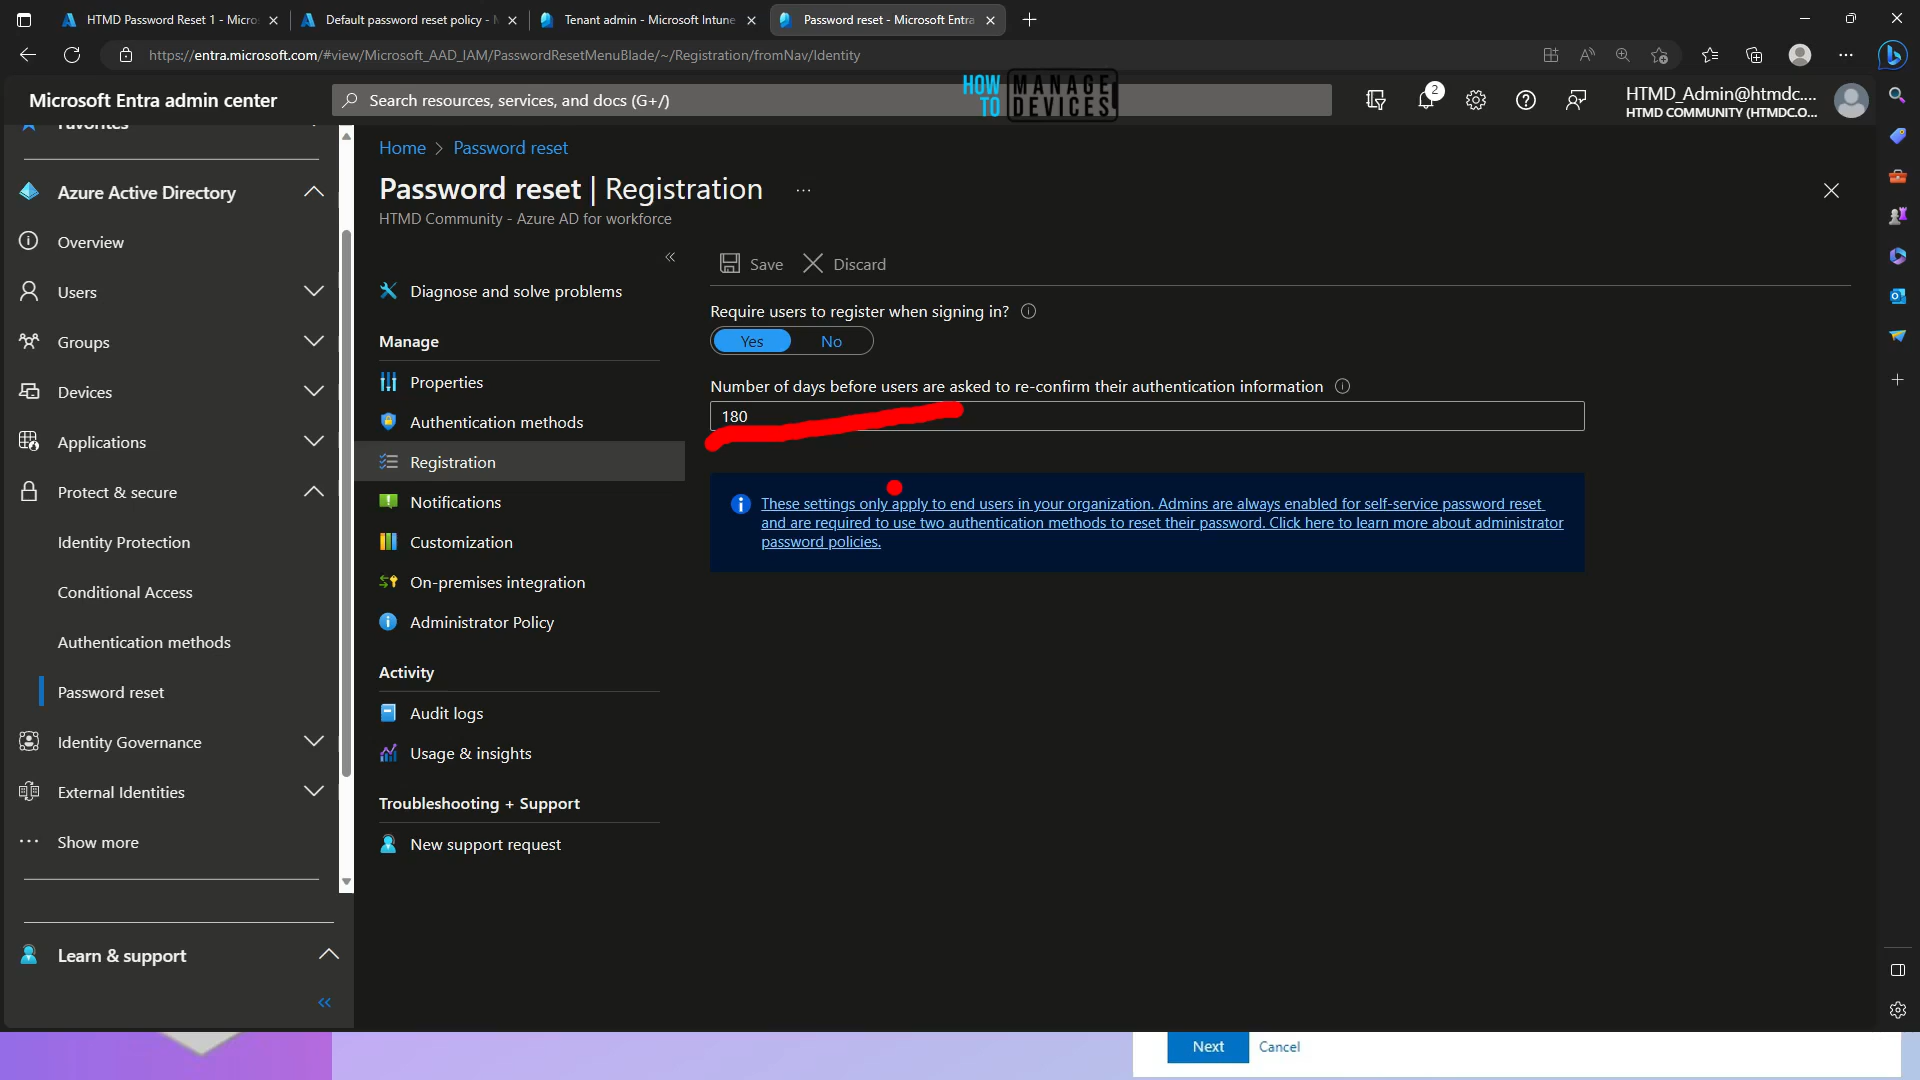 HTMD Password Reset 1 - Micro
Default password reset policy -
Tenant admin - Microsoft Intune
Password reset - Microsoft Entra
https://entra.microsoft.com/#view/Microsoft_AAD_IAM/PasswordResetMenuBlade/~/Registration/fromNav/Identity
Microsoft Entra admin center
Search resources, services, and docs (G+/)
HOW TO MANAGE DEVICES
2
HTMD_Admin@htmdc....
HTMD COMMUNITY (HTMDC.O...
Favorites
Azure Active Directory
Overview
Users
Groups
Devices
Applications
Protect & secure
Identity Protection
Conditional Access
Authentication methods
Password reset
Identity Governance
External Identities
Show more
Learn & support
Home > Password reset
Password reset | Registration ...
HTMD Community - Azure AD for workforce
Diagnose and solve problems
Manage
Properties
Authentication methods
Registration
Notifications
Customization
On-premises integration
Administrator Policy
Activity
Audit logs
Usage & insights
Troubleshooting + Support
New support request
Save Discard
Require users to register when signing in?
Yes No
Number of days before users are asked to re-confirm their authentication information
180
These settings only apply to end users in your organization. Admins are always enabled for self-service password reset
and are required to use two authentication methods to reset their password. Click here to learn more about administrator
password policies.
Next Cancel